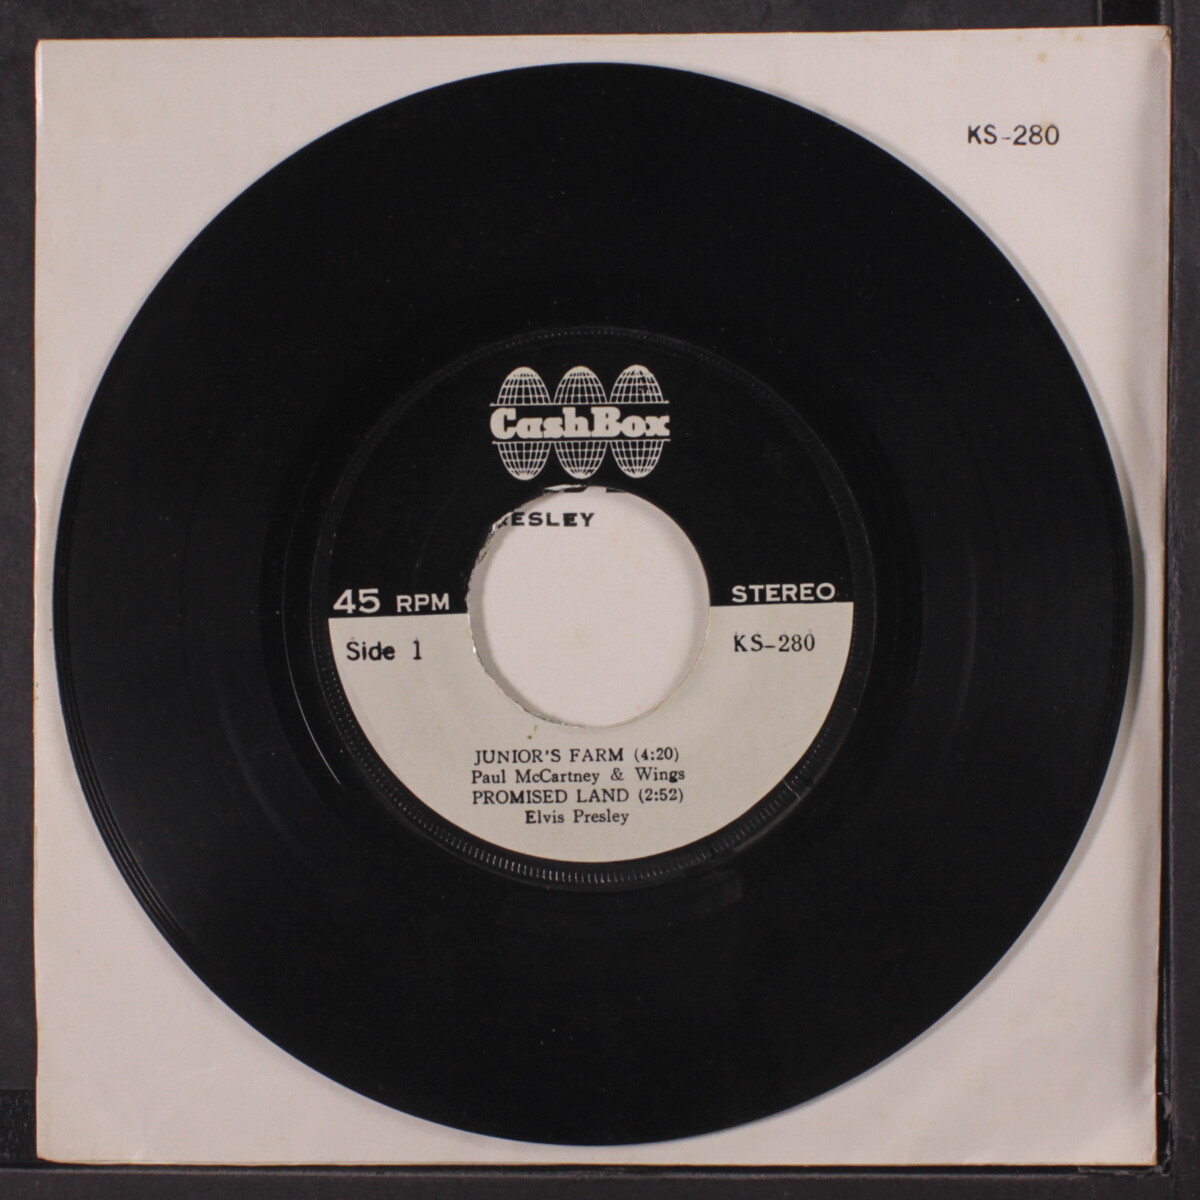 KS-280
CashBox
ESLEY
45 RPM
STEREO
Side 1
KS-280
JUNIOR'S FARM (4:20)
Paul McCartney & Wings
PROMISED LAND (2:52)
Elvis Presley